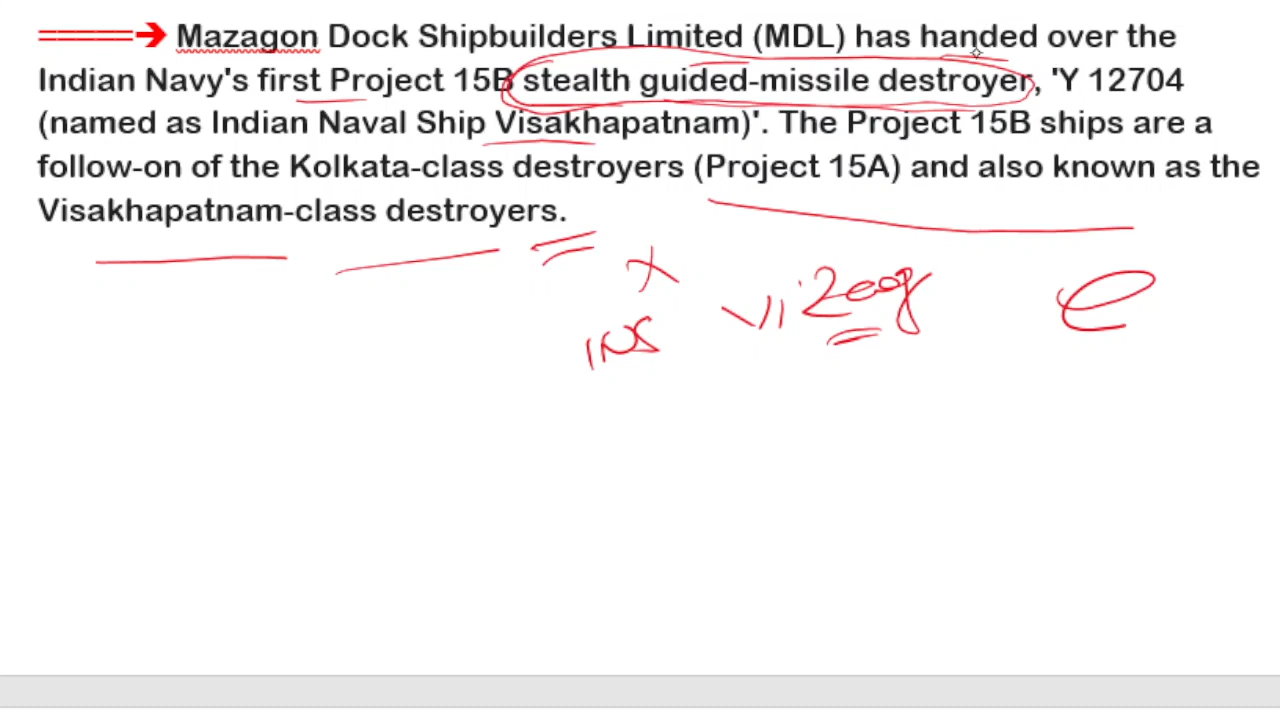 Mazagon Dock Shipbuilders Limited (MDL) has handed over the
Indian Navy's first Project 15B stealth guided-missile destroyer, 'Y 12704
(named as Indian Naval Ship Visakhapatnam)'. The Project 15B ships are a
follow-on of the Kolkata-class destroyers (Project 15A) and also known as the
Visakhapatnam-class destroyers.
INS